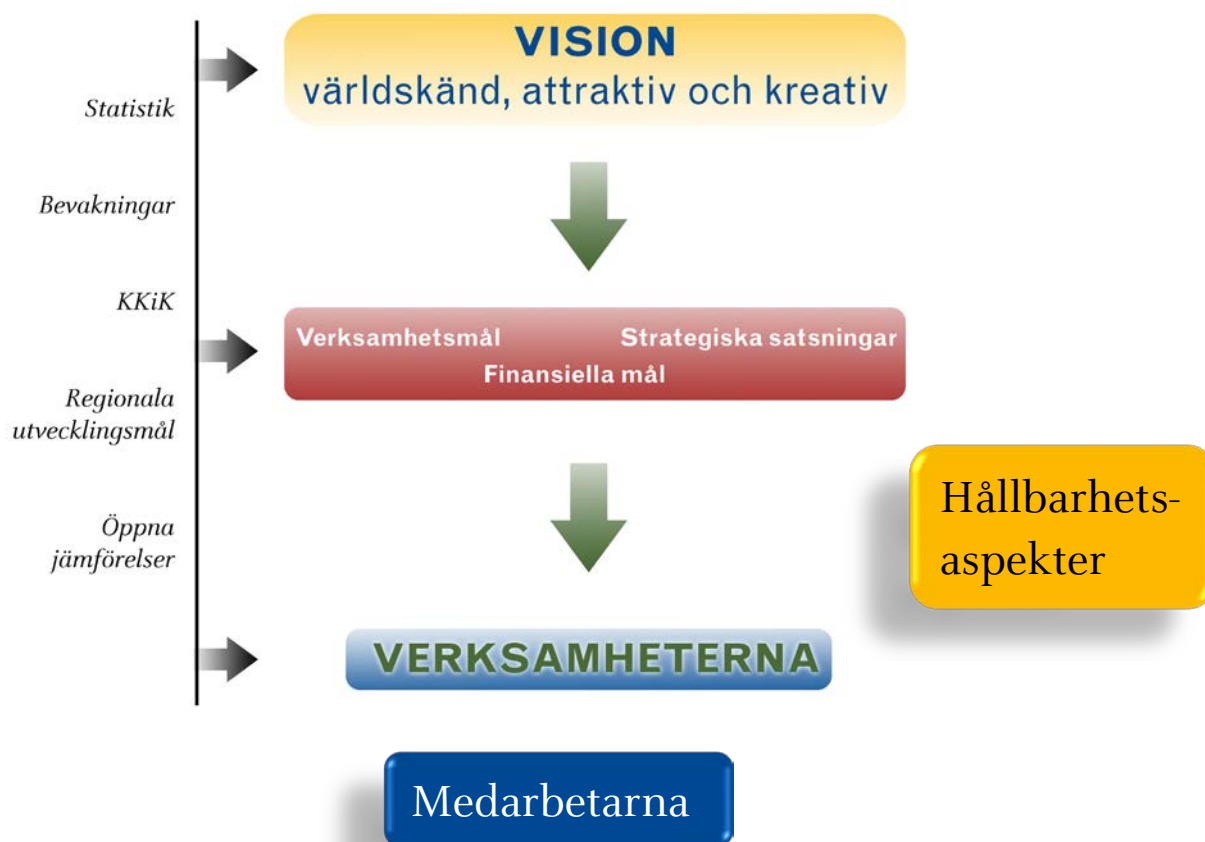 VISION
världskänd, attraktiv och kreativ
Statistik
Bevakningar
KKiK
Regionala
utvecklingsmål
Öppna
jämförelser
Verksamhetsmål
Strategiska satsningar
Finansiella mål
Hållbarhets-
aspekter
VERKSAMHETERNA
Medarbetarna